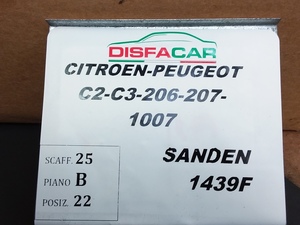 DISFACAR
CITROEN-PEUGEOT
C2-C3-206-207-
1007
SCAFF. 25
PIANO B
POSIZ. 22
SANDEN
1439F